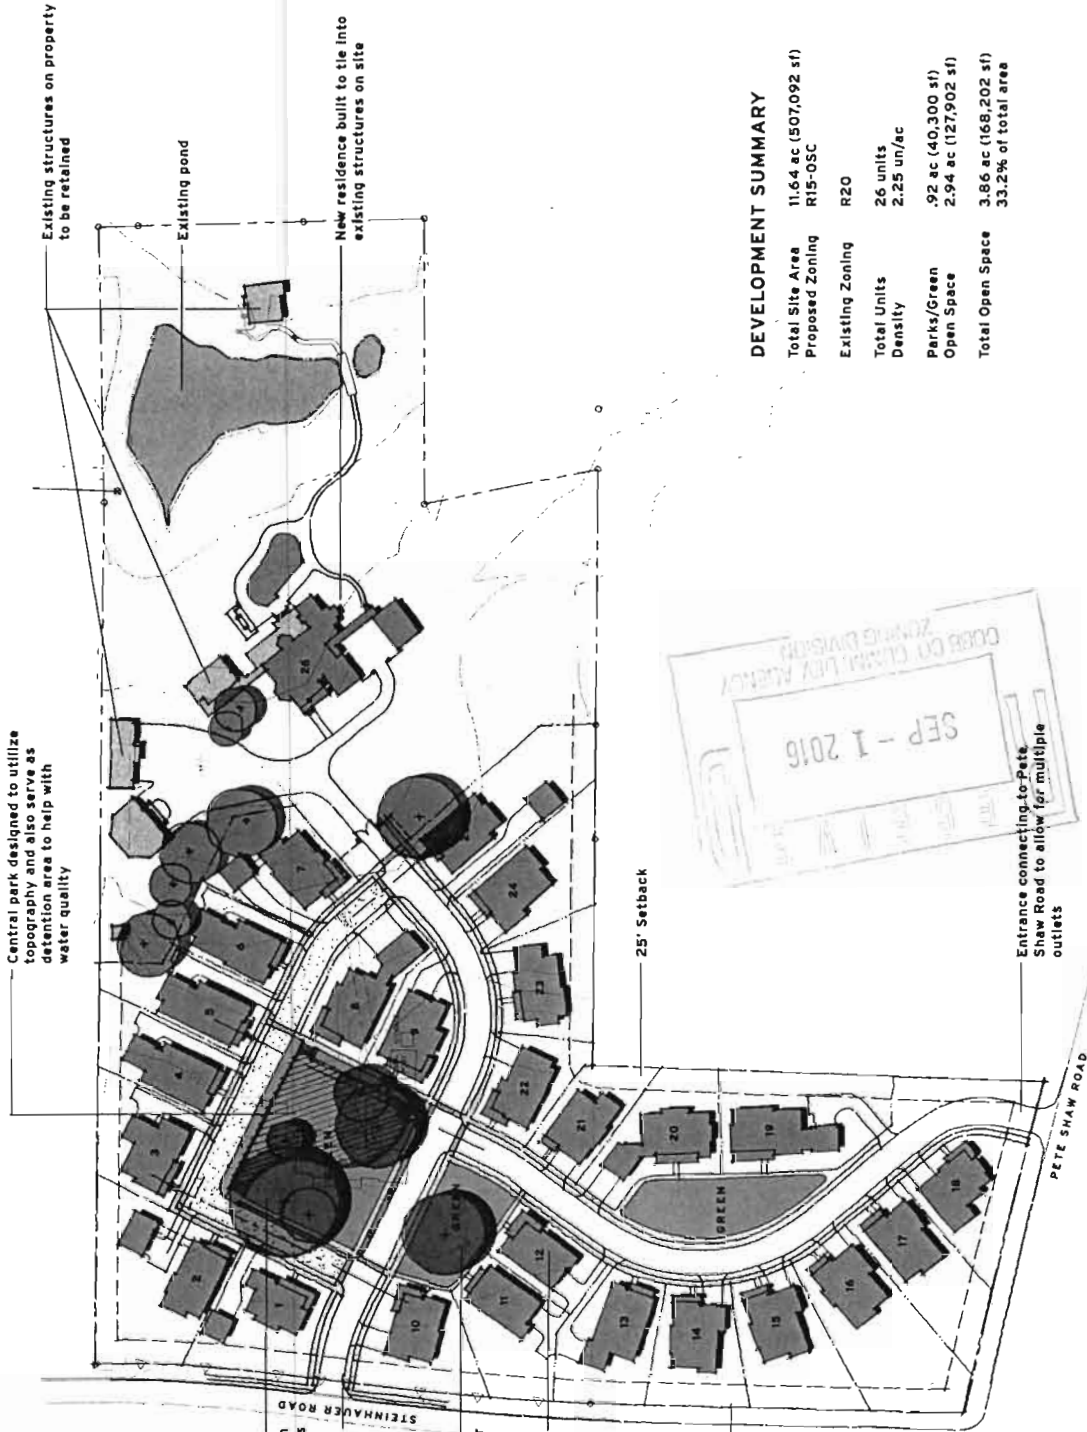 Central park designed to utilize
topography and also serve as
detention area to help with
water quality
Existing structures on property
to be retained
Existing pond
New residence built to tie into
existing structures on site
DEVELOPMENT SUMMARY
Total Site Area 11.64 ac (507,092 sf)
Proposed Zoning R15-OSC
Existing Zoning R20
Total Units 26 units
Density 2.25 un/ac
Parks/Green .92 ac (40,300 sf)
Open Space 2.94 ac (127,902 sf)
Total Open Space 3.86 ac (168,202 sf)
33.2% of total area
25' Setback
Entrance connecting to Pete
Shaw Road to allow for multiple
outlets
PETE SHAW ROAD
STEINHAUER ROAD
COBB CO. COMM. DEV. AGENCY
ZONING DIVISION
SEP - 1 2016
GREEN
GREEN
1
2
3
4
5
6
7
8
9
10
11
12
13
14
15
16
17
18
19
20
21
22
23
24
26